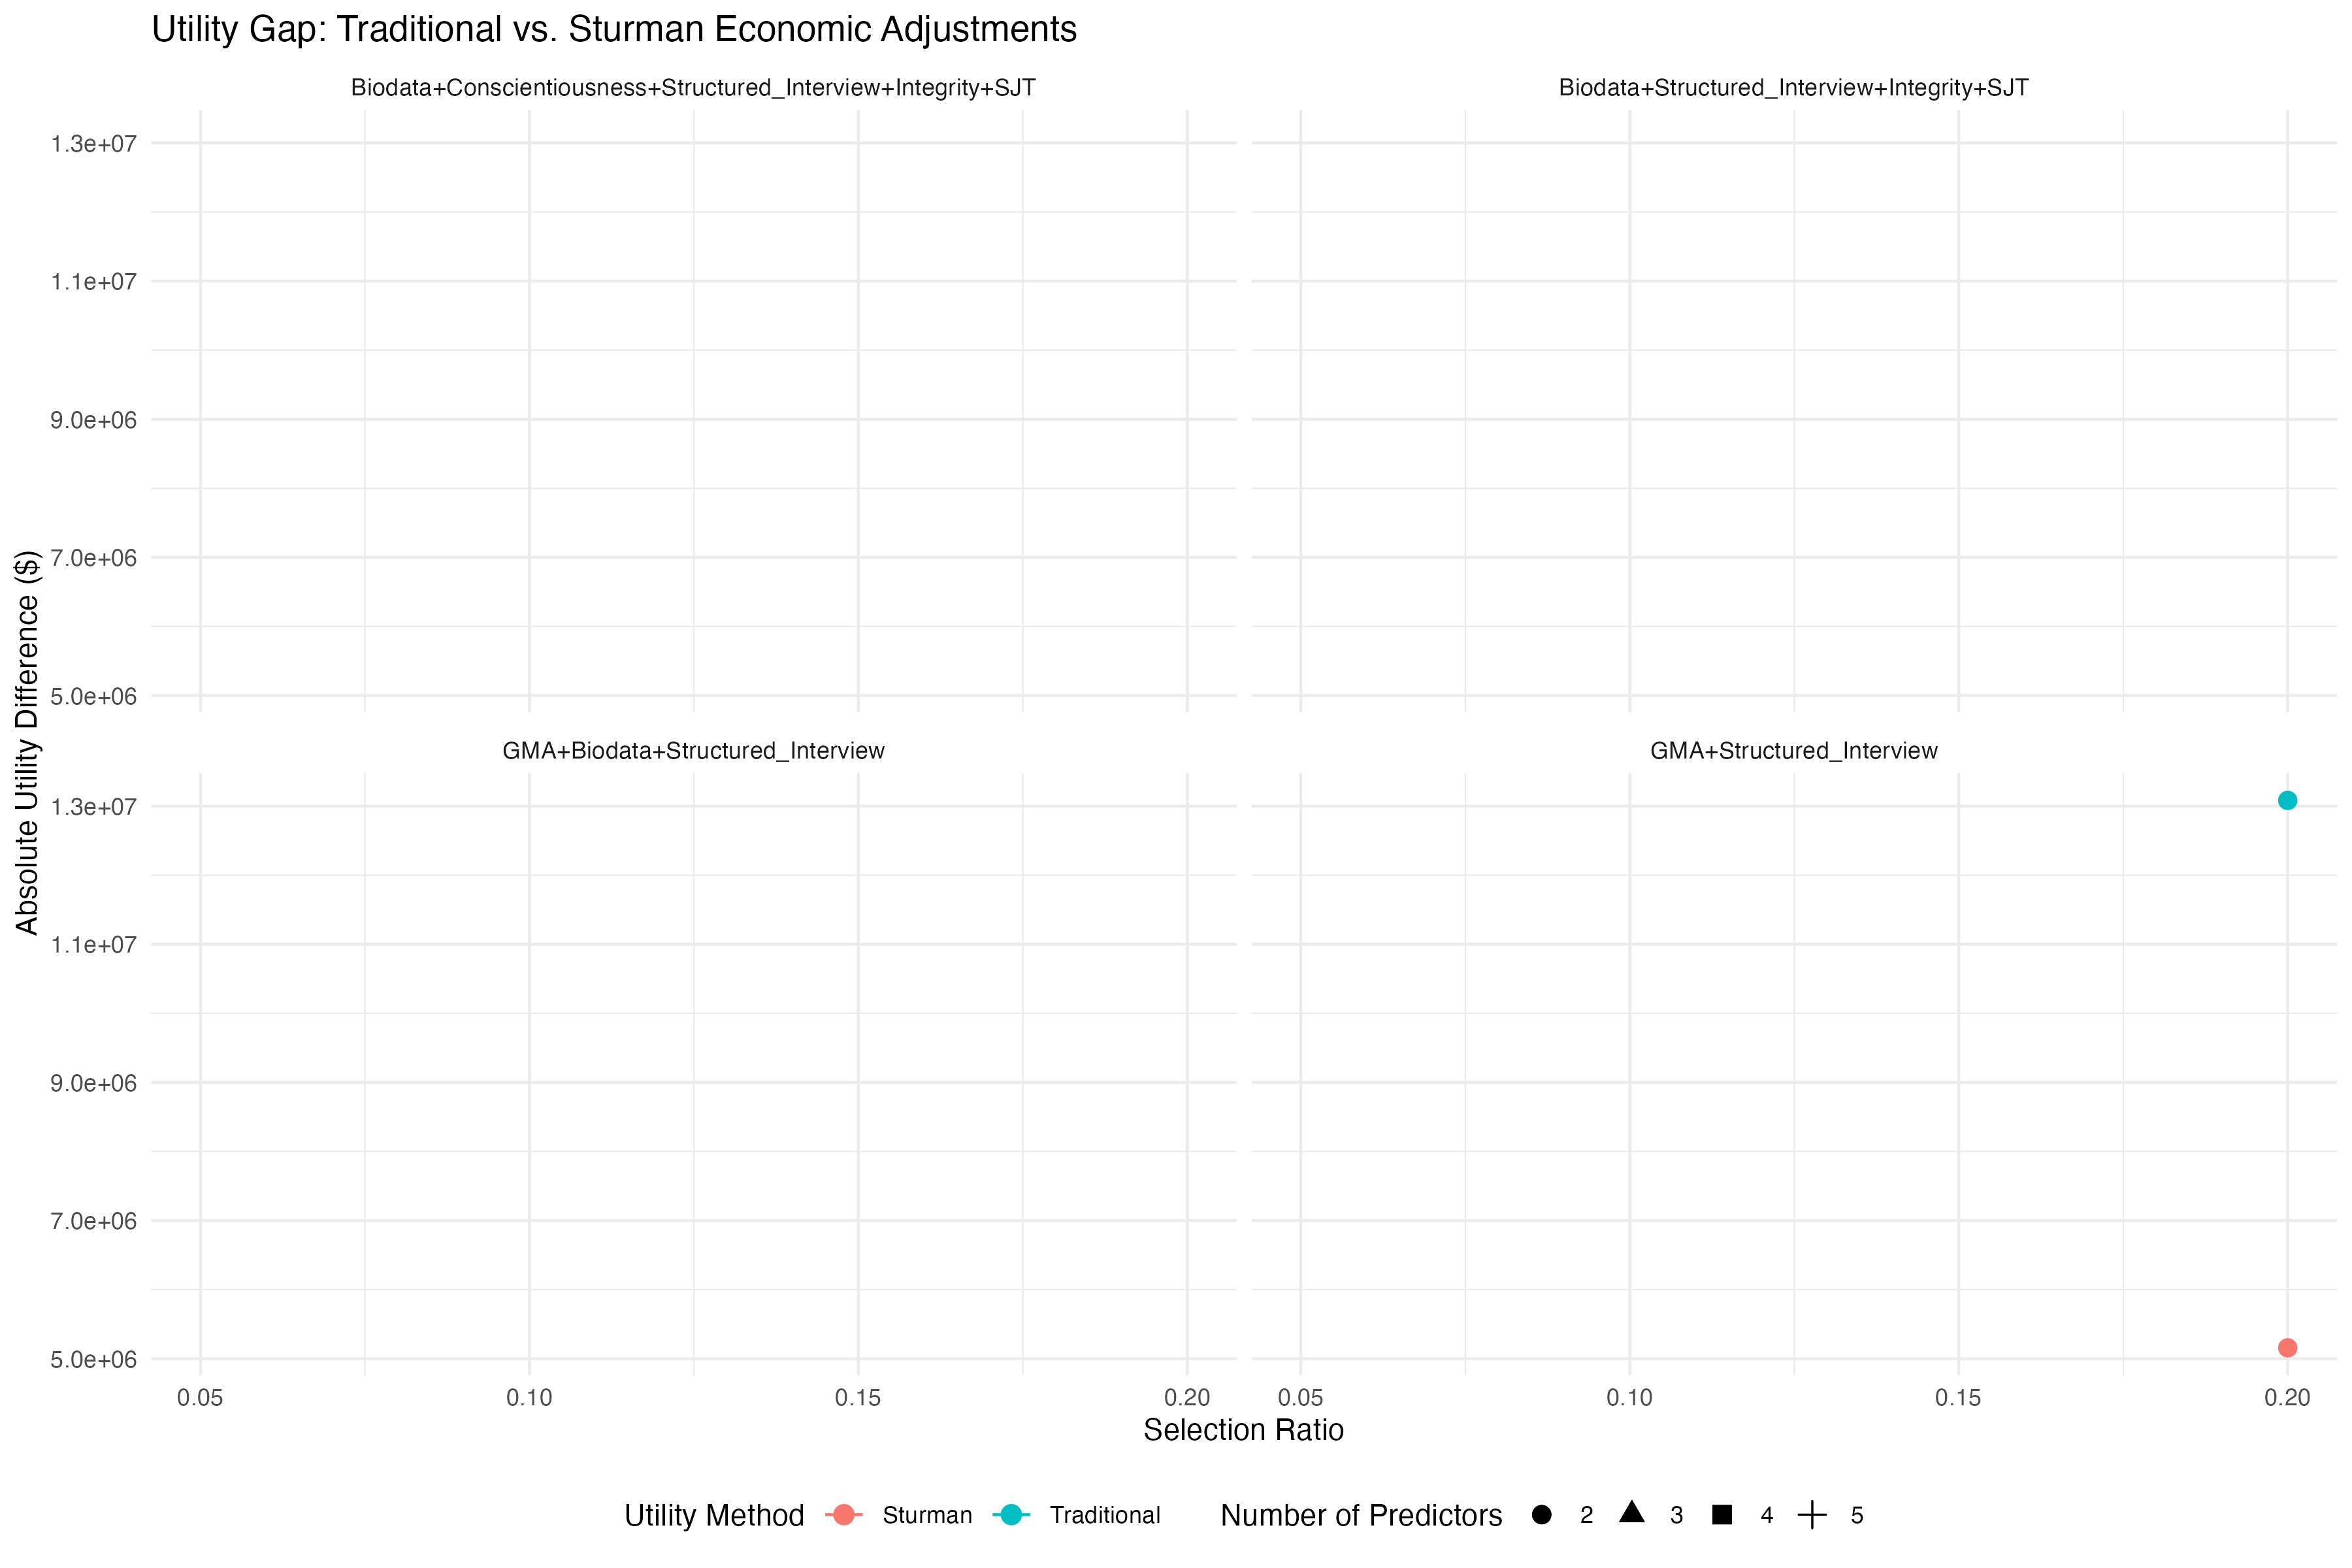 Utility Gap: Traditional vs. Sturman Economic Adjustments
Biodata+Conscientiousness+Structured_Interview+Integrity+SJT
Biodata+Structured_Interview+Integrity+SJT
1.3e+07
1.1e+07
9.0e+06
7.0e+06
5.0e+06
Absolute Utility Difference ($)
GMA+Biodata+Structured_Interview
GMA+Structured_Interview
1.3e+07
1.1e+07
9.0e+06
7.0e+06
5.0e+06
0.05 0.10 0.15 0.20 0.05 0.10 0.15 0.20
Selection Ratio
Utility Method Sturman Traditional Number of Predictors 2 3 4 5